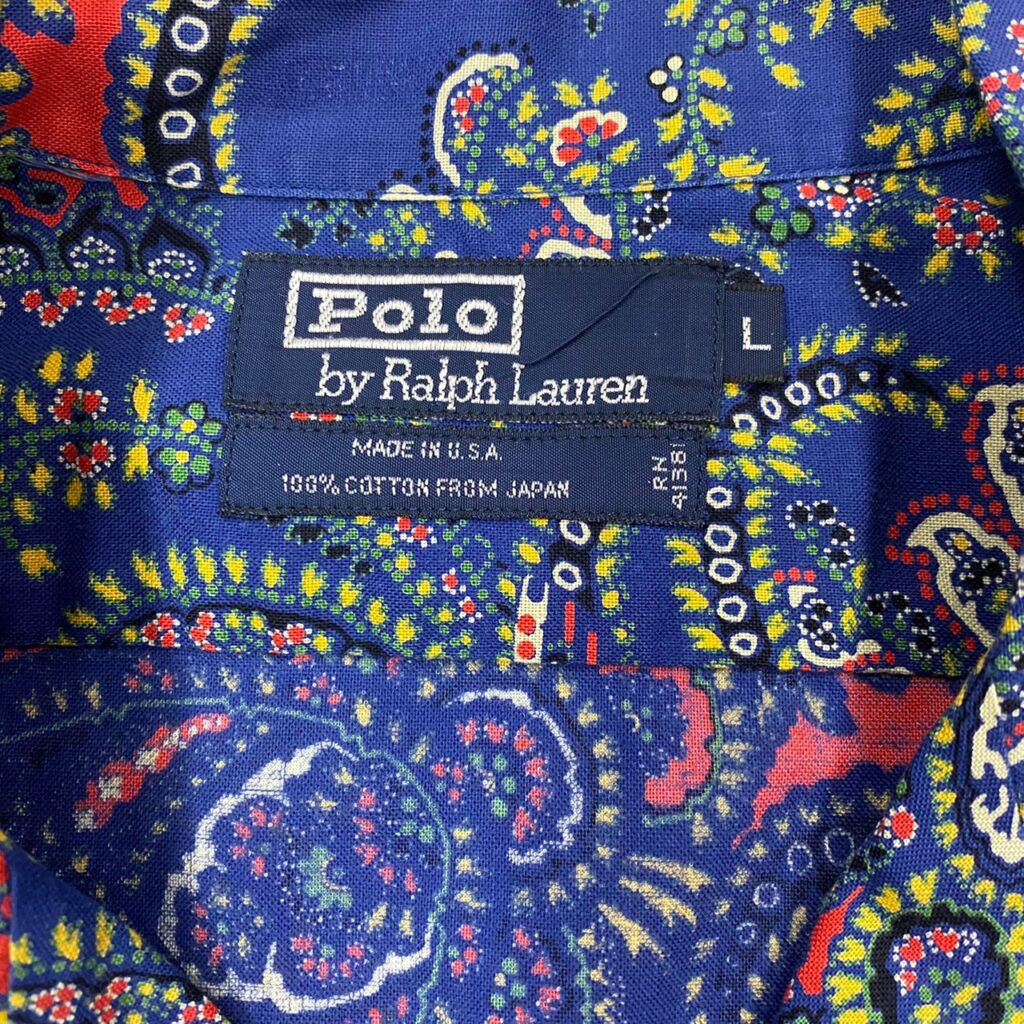 Polo
by Ralph Lauren
L
MADE IN U.S.A.
100% COTTON FROM JAPAN
RN
41381